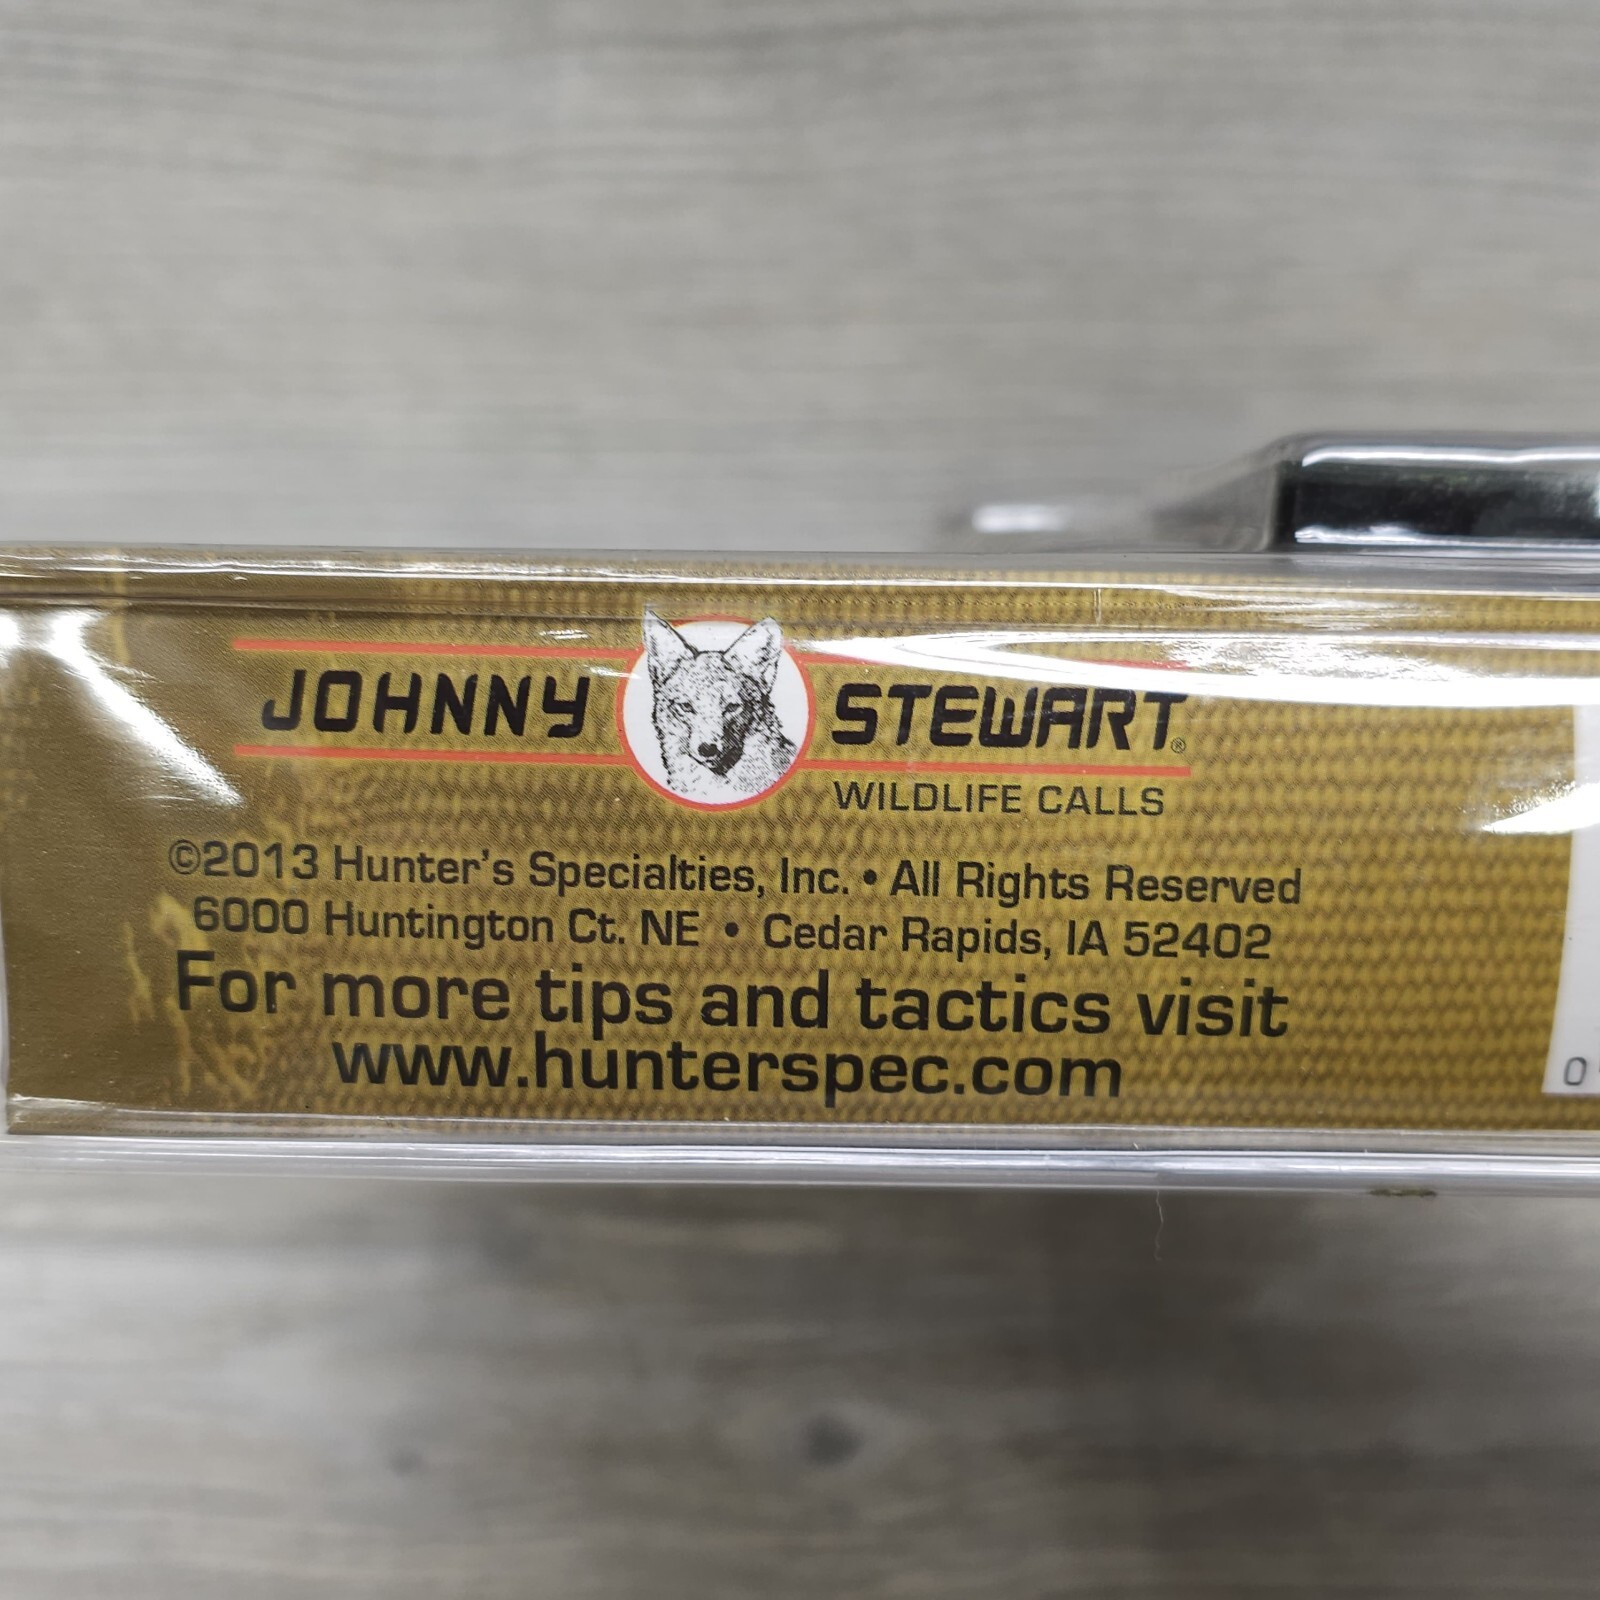 JOHNNY STEWART®
WILDLIFE CALLS
©2013 Hunter's Specialties, Inc. • All Rights Reserved
6000 Huntington Ct. NE • Cedar Rapids, IA 52402
For more tips and tactics visit
www.hunterspec.com
0